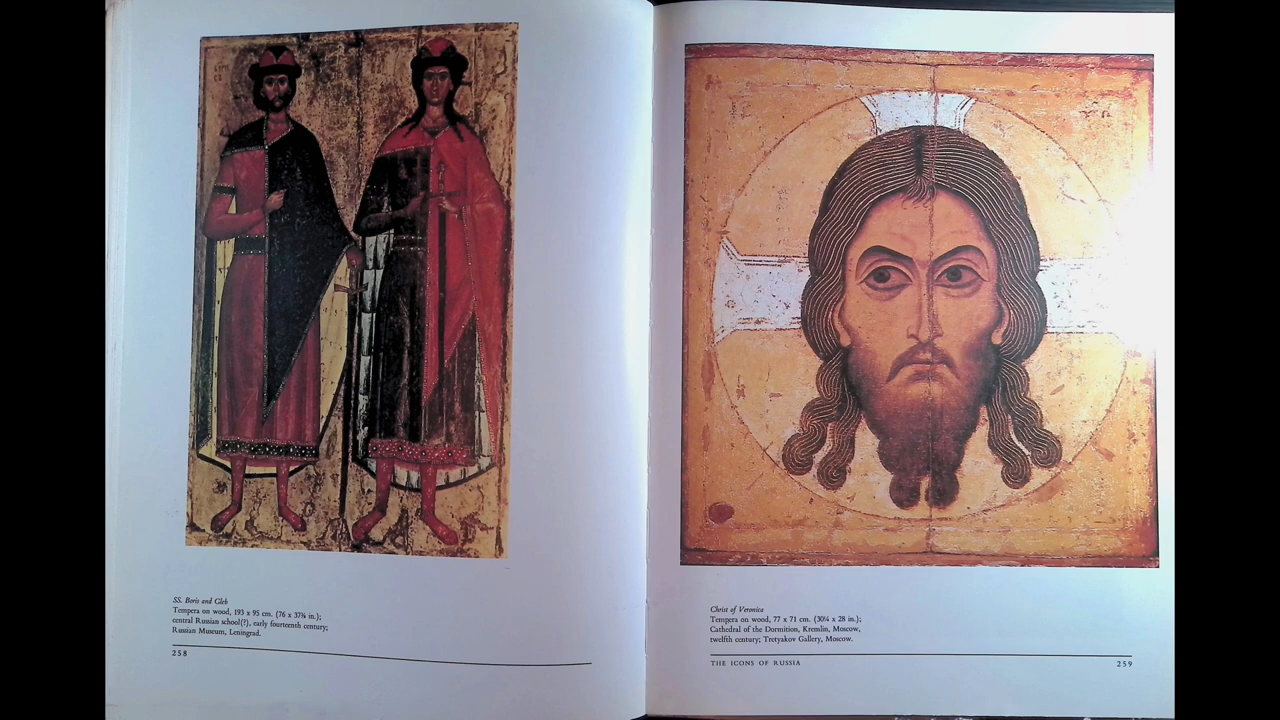 SS. Boris and Gleb
Tempera on wood, 193 x 95 cm. (76 x 37⅜ in.);
central Russian school(?), early fourteenth century;
Russian Museum, Leningrad.
258
Christ of Veronica
Tempera on wood, 77 x 71 cm. (30¼ x 28 in.);
Cathedral of the Dormition, Kremlin, Moscow,
twelfth century; Tretyakov Gallery, Moscow.
THE ICONS OF RUSSIA 259